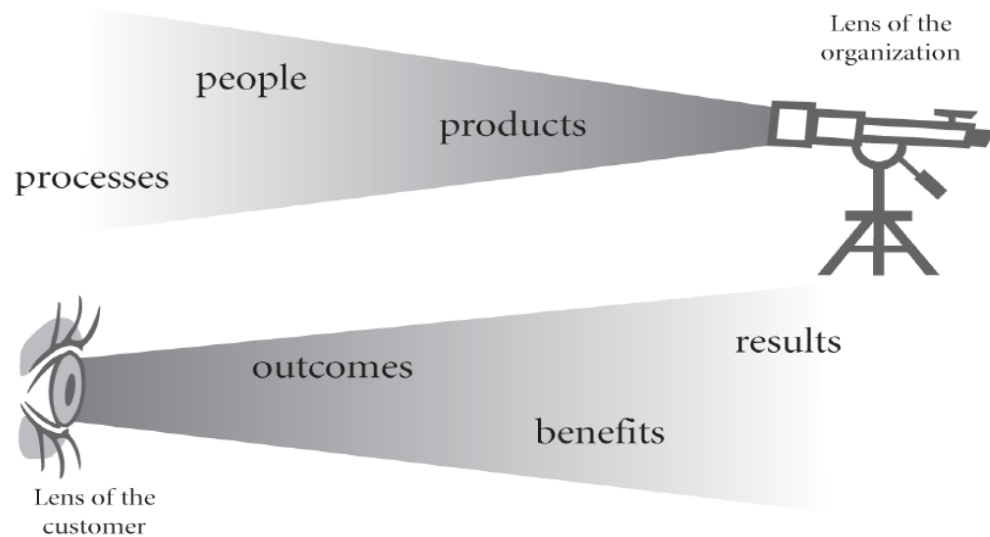 Lens of the
organization
people
products
processes
results
outcomes
benefits
Lens of the
customer